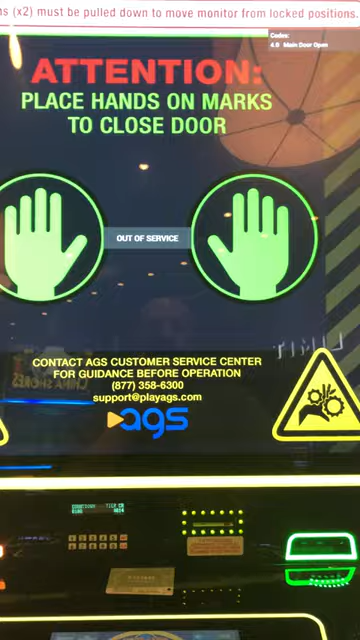 ns (x2) must be pulled down to move monitor from locked positions.
Codes:
4.0 Main Door Open
ATTENTION:
PLACE HANDS ON MARKS
TO CLOSE DOOR
OUT OF SERVICE
CONTACT AGS CUSTOMER SERVICE CENTER
FOR GUIDANCE BEFORE OPERATION
(877) 358-6300
support@playags.com
ags